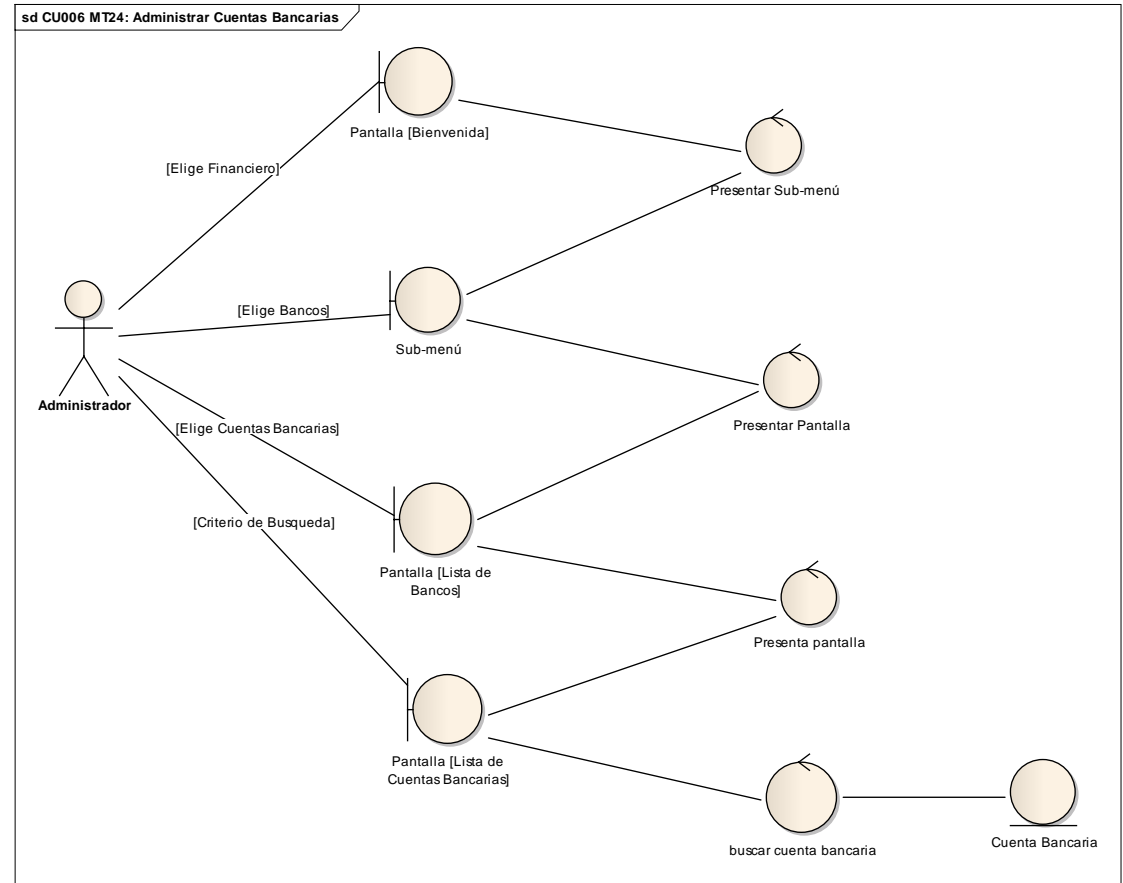 sd CU006 MT24: Administrar Cuentas Bancarias
Pantalla [Bienvenida]
[Elige Financiero]
Presentar Sub-menú
[Elige Bancos]
Sub-menú
Administrador
Presentar Pantalla
[Elige Cuentas Bancarias]
[Criterio de Busqueda]
Pantalla [Lista de
Bancos]
Presenta pantalla
Pantalla [Lista de
Cuentas Bancarias]
buscar cuenta bancaria
Cuenta Bancaria